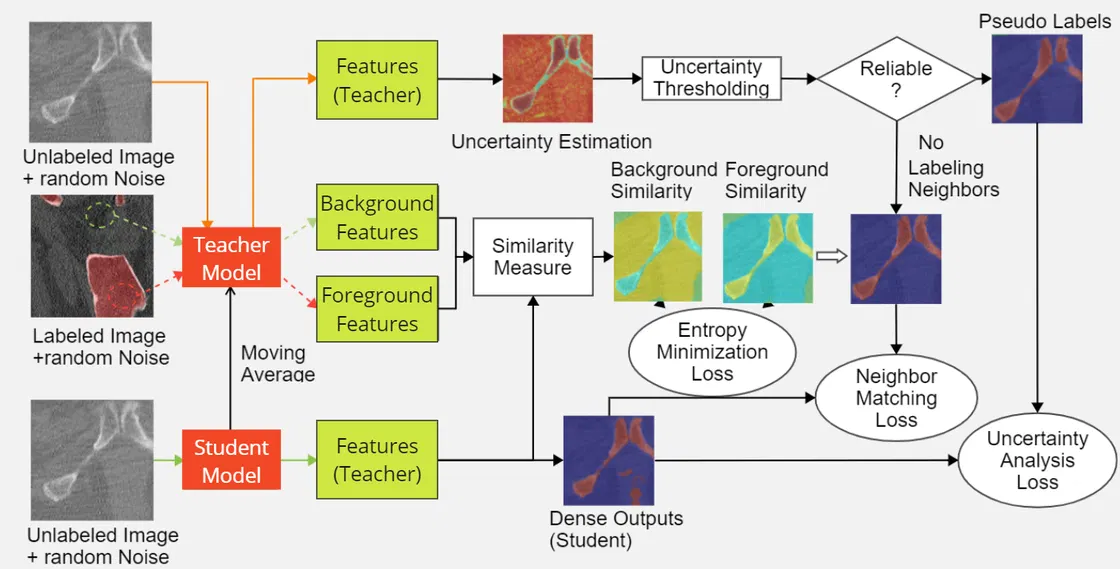 Pseudo Labels
Features
(Teacher)
Uncertainty
Thresholding
Reliable
?
Uncertainty Estimation
Unlabeled Image
+ random Noise
No
Labeling
Neighbors
Background
Similarity
Foreground
Similarity
Background
Features
Teacher
Model
Similarity
Measure
Foreground
Features
Labeled Image
+random Noise
Moving
Average
Entropy
Minimization
Loss
Neighbor
Matching
Loss
Student
Model
Features
(Teacher)
Uncertainty
Analysis
Loss
Dense Outputs
(Student)
Unlabeled Image
+ random Noise